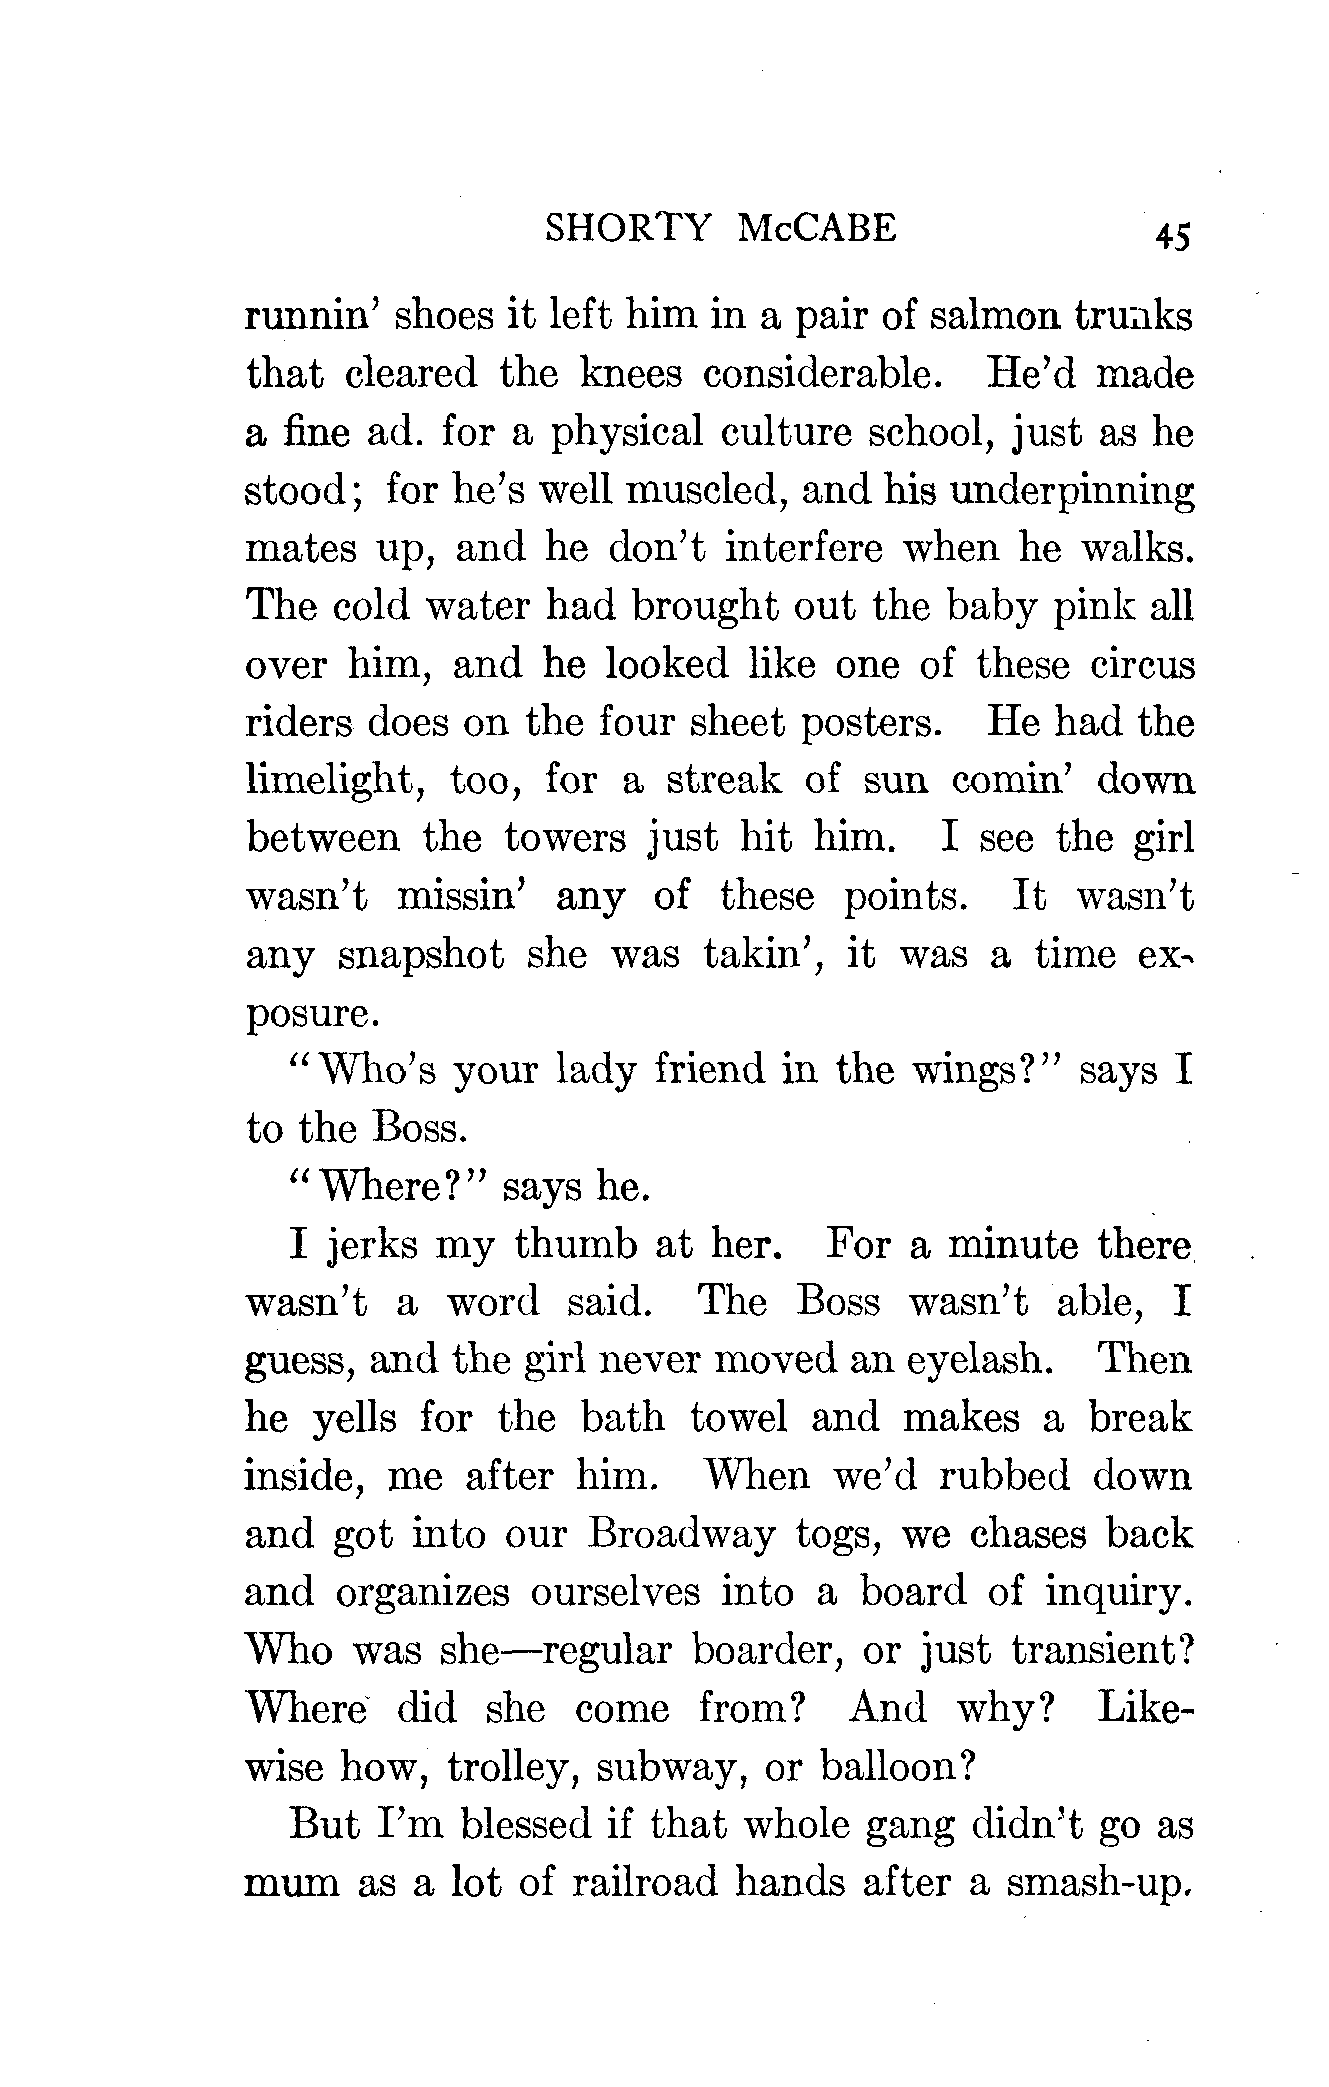 SHORTY McCABE 45
runnin' shoes it left him in a pair of salmon trunks
that cleared the knees considerable. He'd made
a fine ad. for a physical culture school, just as he
stood; for he's well muscled, and his underpinning
mates up, and he don't interfere when he walks.
The cold water had brought out the baby pink all
over him, and he looked like one of these circus
riders does on the four sheet posters. He had the
limelight, too, for a streak of sun comin' down
between the towers just hit him. I see the girl
wasn't missin' any of these points. It wasn't
any snapshot she was takin', it was a time ex-
posure.
"Who's your lady friend in the wings?" says I
to the Boss.
"Where?" says he.
I jerks my thumb at her. For a minute there
wasn't a word said. The Boss wasn't able, I
guess, and the girl never moved an eyelash. Then
he yells for the bath towel and makes a break
inside, me after him. When we'd rubbed down
and got into our Broadway togs, we chases back
and organizes ourselves into a board of inquiry.
Who was she—regular boarder, or just transient?
Where did she come from? And why? Like-
wise how, trolley, subway, or balloon?
But I'm blessed if that whole gang didn't go as
mum as a lot of railroad hands after a smash-up.